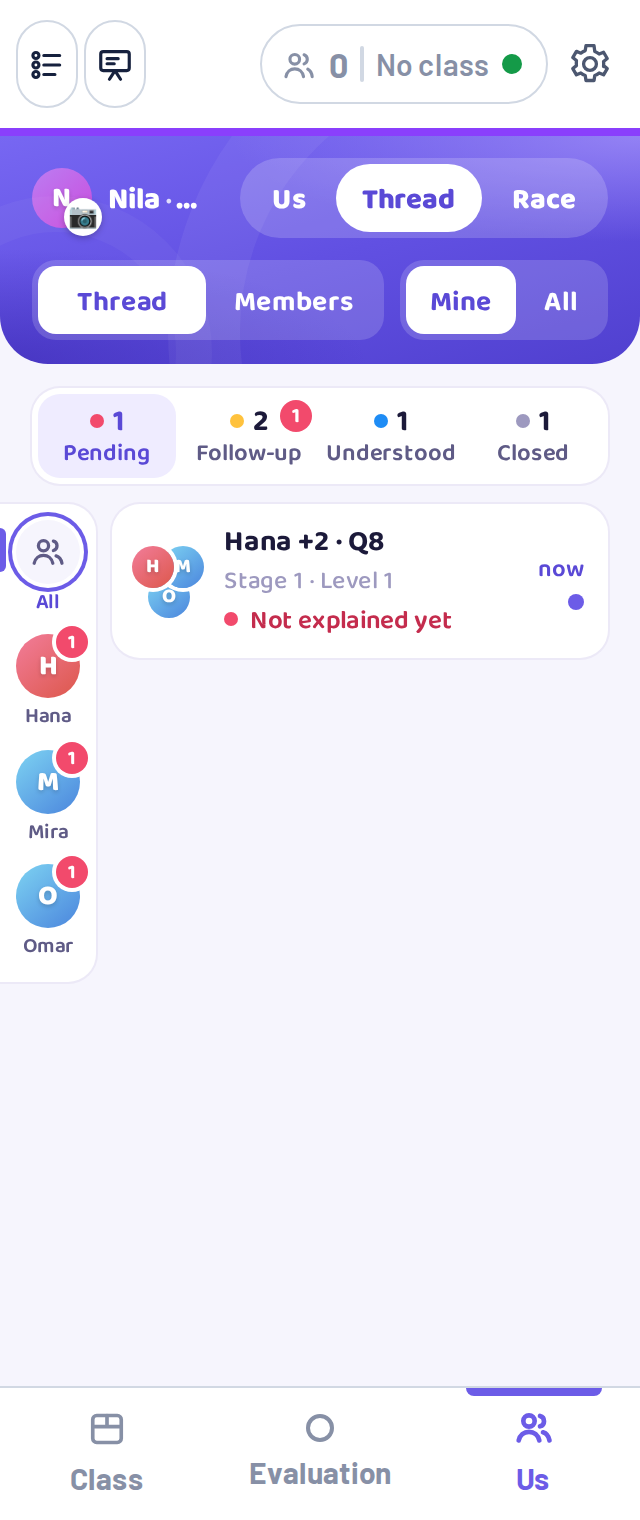 0 | No class
N
Nila · ...
Us
Thread
Race
Thread
Members
Mine
All
1
Pending
2
1
Follow-up
1
Understood
1
Closed
All
H
1
Hana
M
1
Mira
O
1
Omar
H
M
O
Hana +2 · Q8
Stage 1 · Level 1
Not explained yet
now
Class
Evaluation
Us